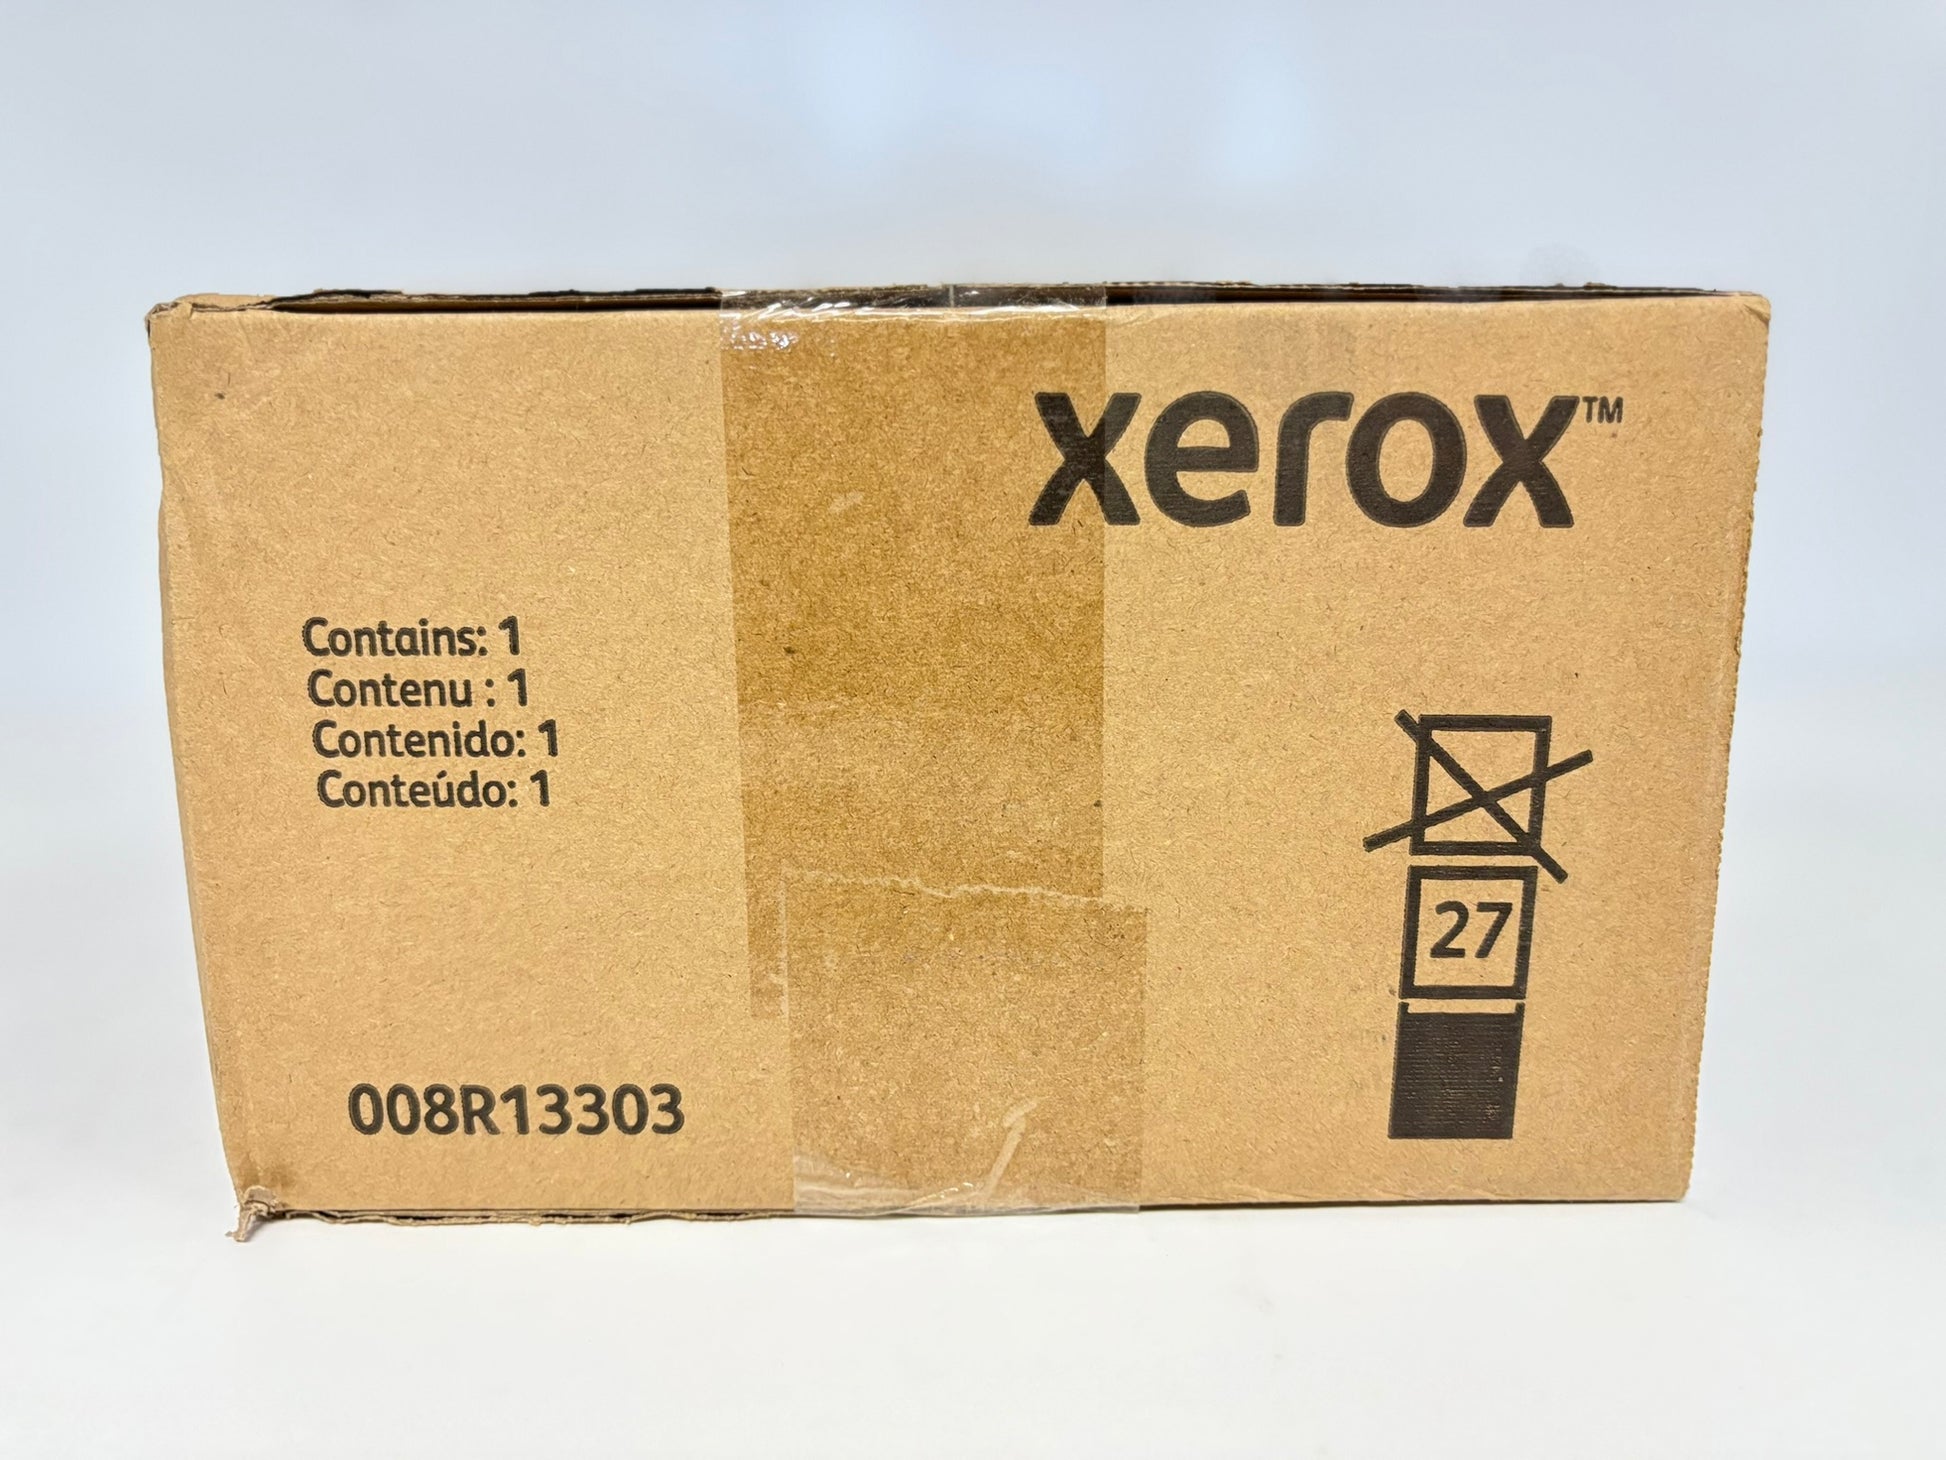 xerox™
Contains: 1
Contenu : 1
Contenido: 1
Conteúdo: 1
27
008R13303